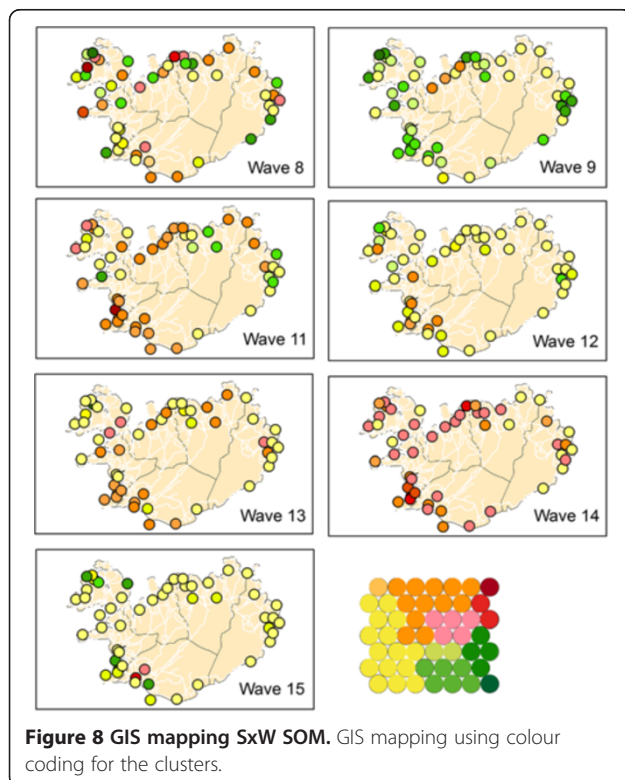 Wave 8
Wave 9
Wave 11
Wave 12
Wave 13
Wave 14
Wave 15
Figure 8 GIS mapping SxW SOM. GIS mapping using colour
coding for the clusters.